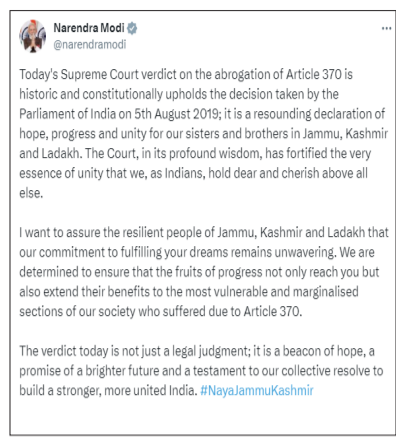 Narendra Modi
@narendramodi
Today's Supreme Court verdict on the abrogation of Article 370 is
historic and constitutionally upholds the decision taken by the
Parliament of India on 5th August 2019; it is a resounding declaration of
hope, progress and unity for our sisters and brothers in Jammu, Kashmir
and Ladakh. The Court, in its profound wisdom, has fortified the very
essence of unity that we, as Indians, hold dear and cherish above all
else.
I want to assure the resilient people of Jammu, Kashmir and Ladakh that
our commitment to fulfilling your dreams remains unwavering. We are
determined to ensure that the fruits of progress not only reach you but
also extend their benefits to the most vulnerable and marginalised
sections of our society who suffered due to Article 370.
The verdict today is not just a legal judgment; it is a beacon of hope, a
promise of a brighter future and a testament to our collective resolve to
build a stronger, more united India. #NayaJammuKashmir